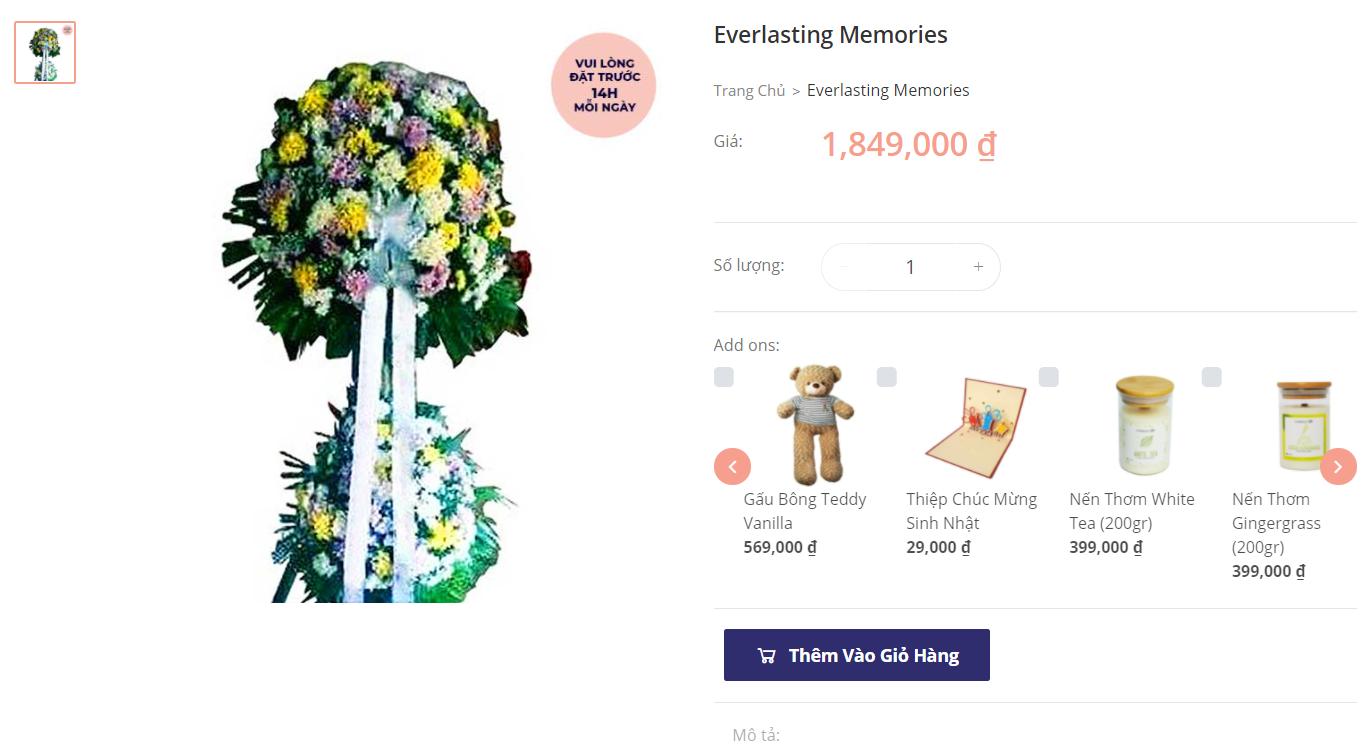 VUI LÒNG
ĐẶT TRƯỚC
14H
MỖI NGÀY
Everlasting Memories
Trang Chủ > Everlasting Memories
Giá: 1,849,000 ₫
Số lượng: − 1 +
Add ons:
Gấu Bông Teddy
Vanilla
569,000 ₫
Thiệp Chúc Mừng
Sinh Nhật
29,000 ₫
Nến Thơm White
Tea (200gr)
399,000 ₫
Nến Thơm
Gingergrass
(200gr)
399,000 ₫
Thêm Vào Giỏ Hàng
Mô tả: